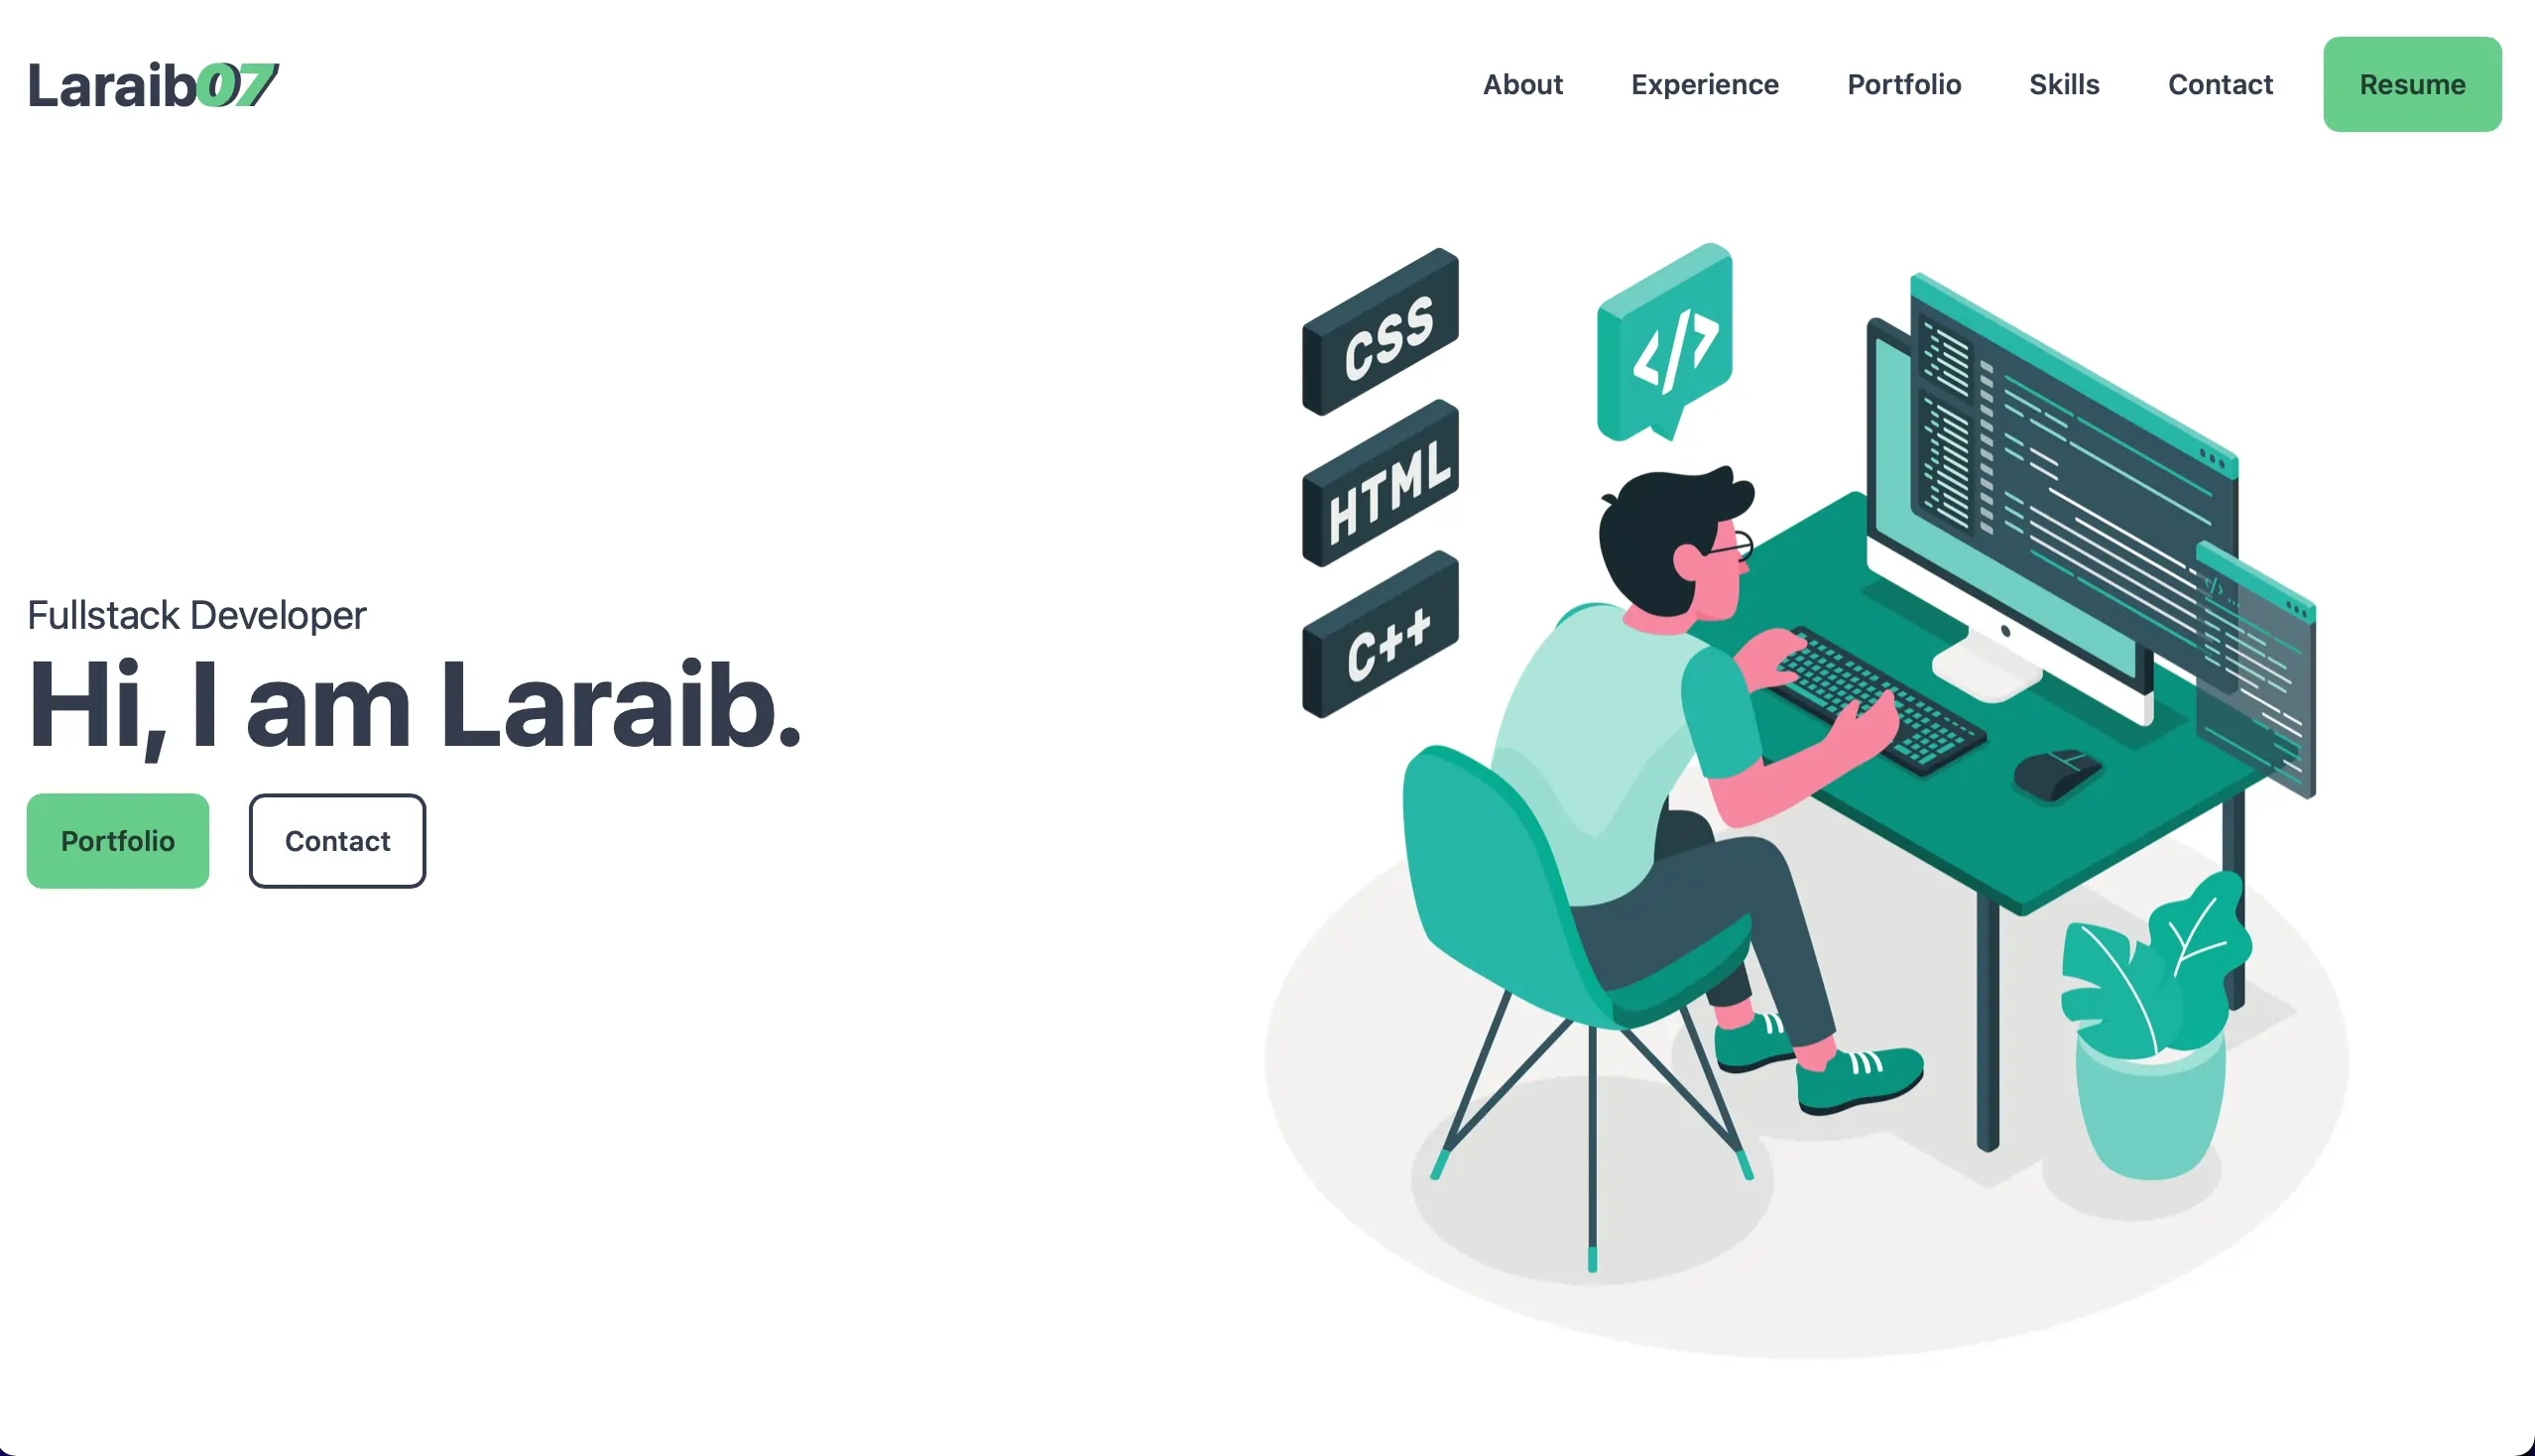 Laraib07
About Experience Portfolio Skills Contact Resume
CSS
</>
HTML
C++
</>
Fullstack Developer
Hi, I am Laraib.
Portfolio Contact